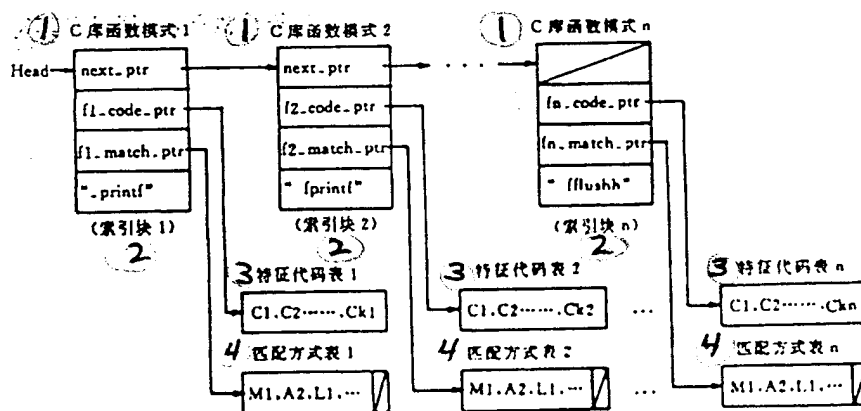 ① C库函数模式1 ① C库函数模式2 ① C库函数模式n
Head next_ptr next_ptr ....
f1_code_ptr f2_code_ptr fn_code_ptr
f1_match_ptr f2_match_ptr fn_match_ptr
"_printf" " fprintf" " fflushh"
(索引块1) (索引块2) (索引块n)
2 2 2
3 特征代码表1 3 特征代码表2 3 特征代码表n
C1.C2…….Ck1 C1.C2…….Ck2 … C1.C2……Ckn
4 匹配方式表1 4 匹配方式表2 4 匹配方式表n
M1.A2.L1.… M1.A2.L1.… … M1.A2.L1.…